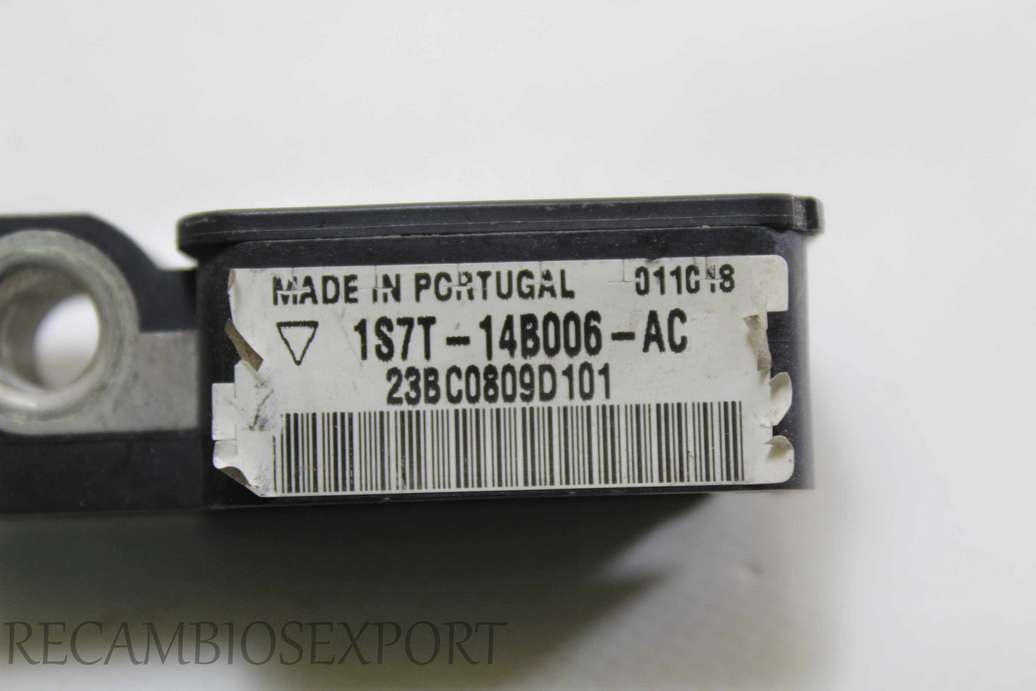 MADE IN PORTUGAL 011018
1S7T-14B006-AC
23BC0809D101
RECAMBIOSEXPORT